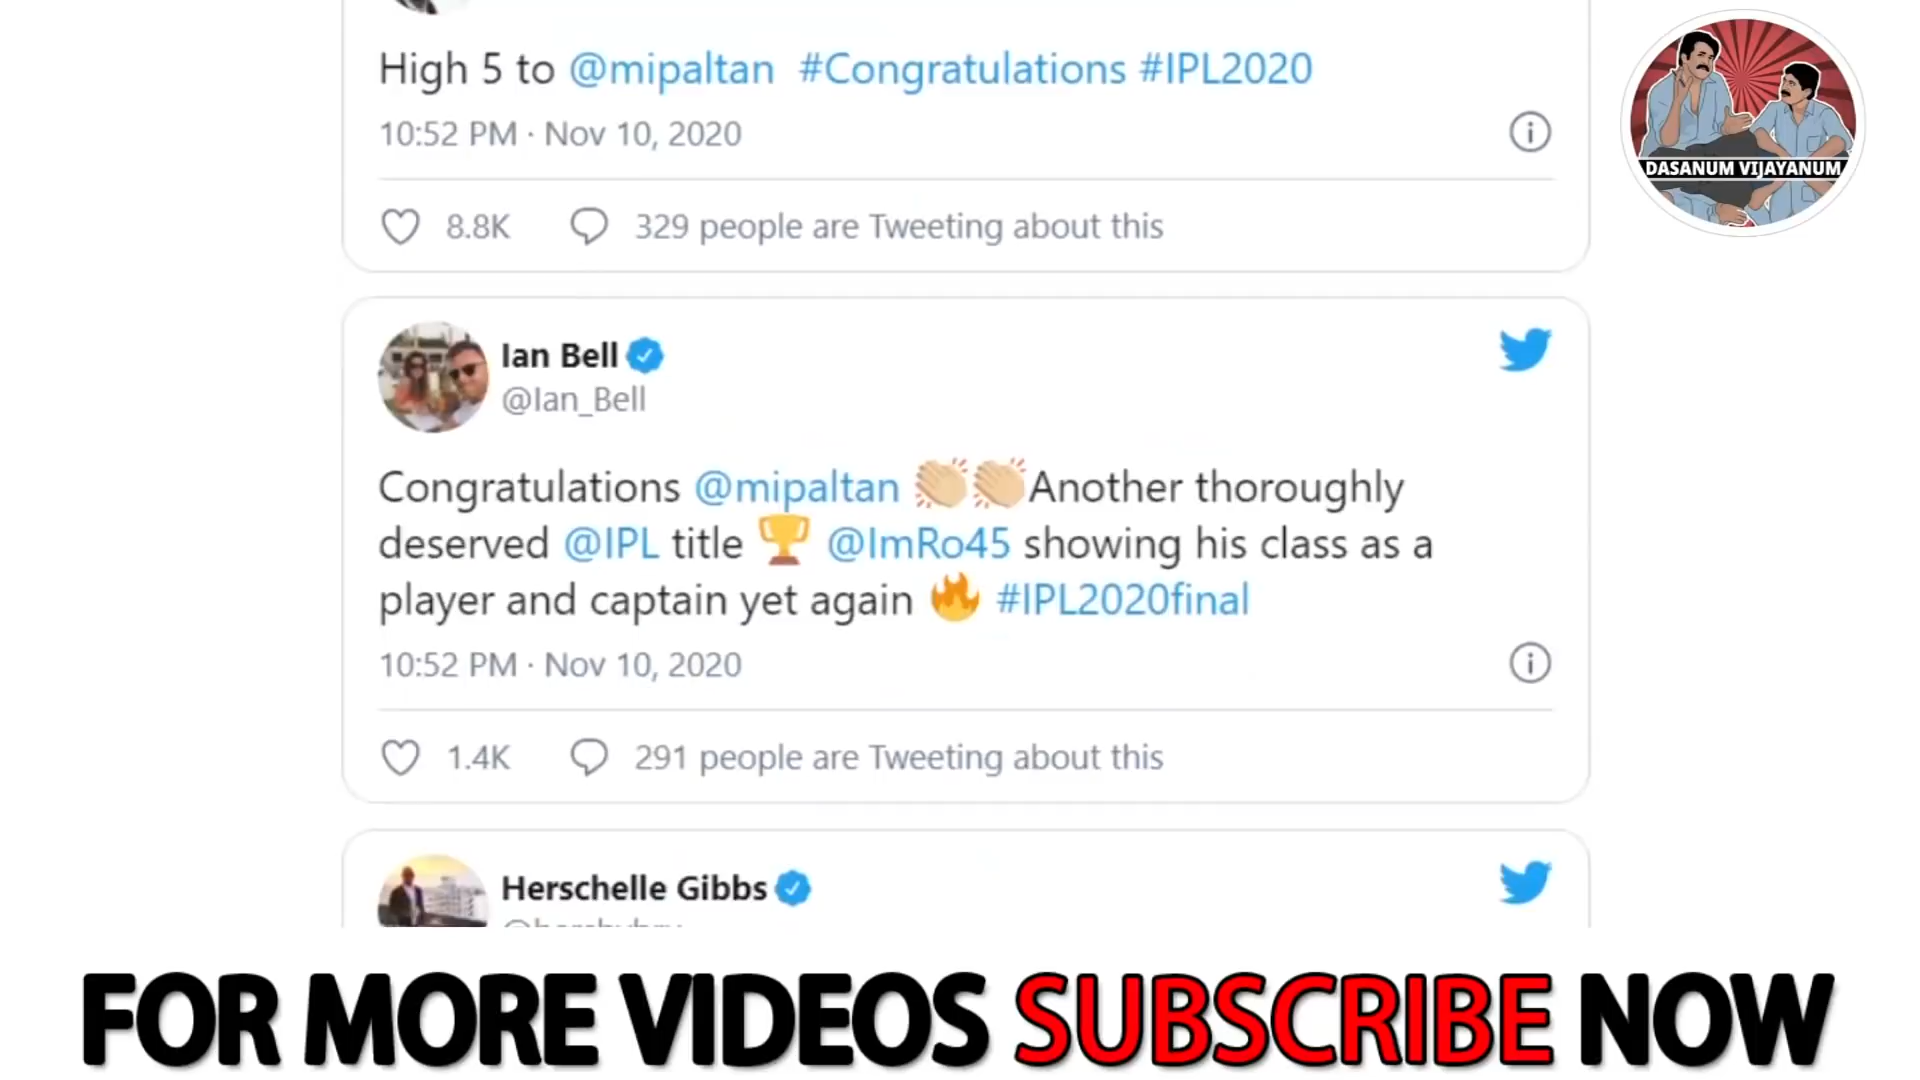 High 5 to @mipaltan #Congratulations #IPL2020
10:52 PM · Nov 10, 2020
8.8K 329 people are Tweeting about this
DASANUM VIJAYANUM
Ian Bell
@Ian_Bell
Congratulations @mipaltan 👏👏Another thoroughly
deserved @IPL title 🏆 @ImRo45 showing his class as a
player and captain yet again 🔥 #IPL2020final
10:52 PM · Nov 10, 2020
1.4K 291 people are Tweeting about this
Herschelle Gibbs
FOR MORE VIDEOS SUBSCRIBE NOW